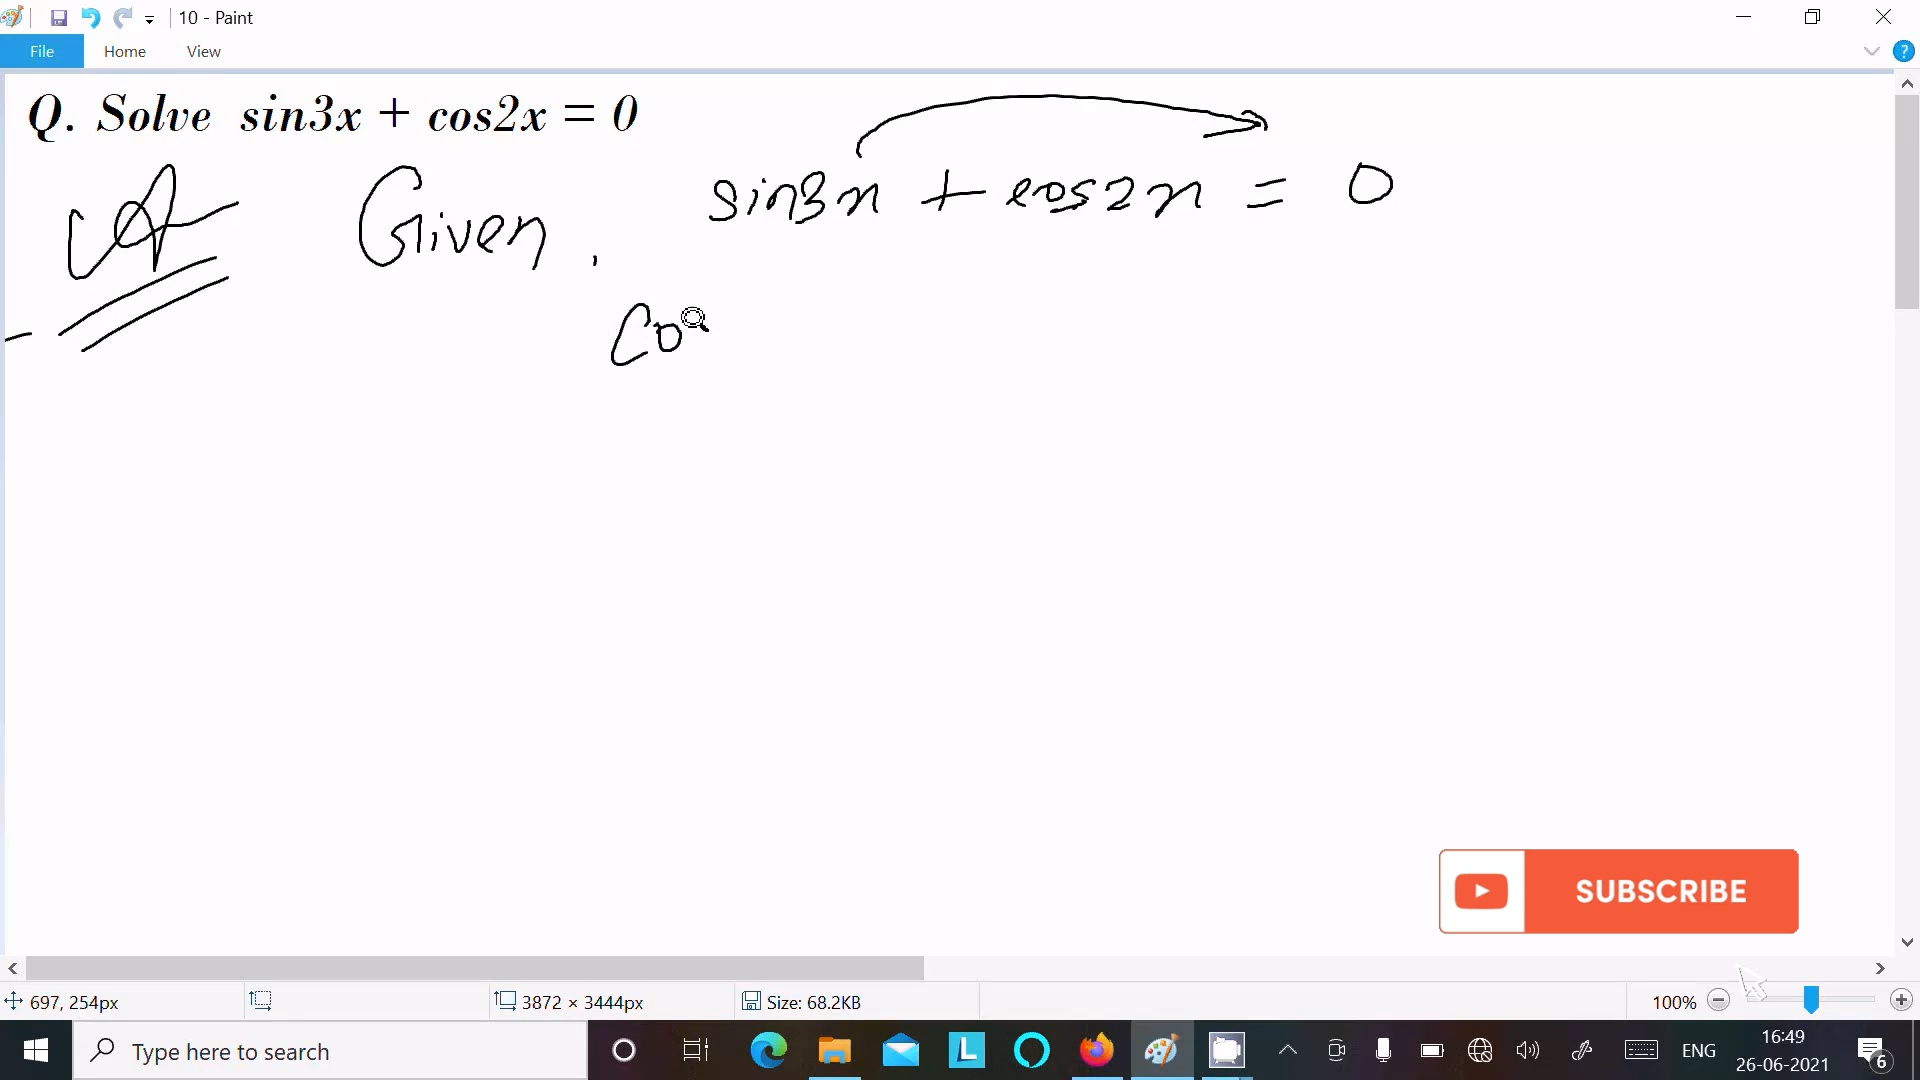 10 - Paint
File Home View
Q. Solve sin3x + cos2x = 0
Given, sin3x + cos2x = 0
Co
SUBSCRIBE
697, 254px 3872 × 3444px Size: 68.2KB 100%
Type here to search
L
ENG
16:49
26-06-2021
6